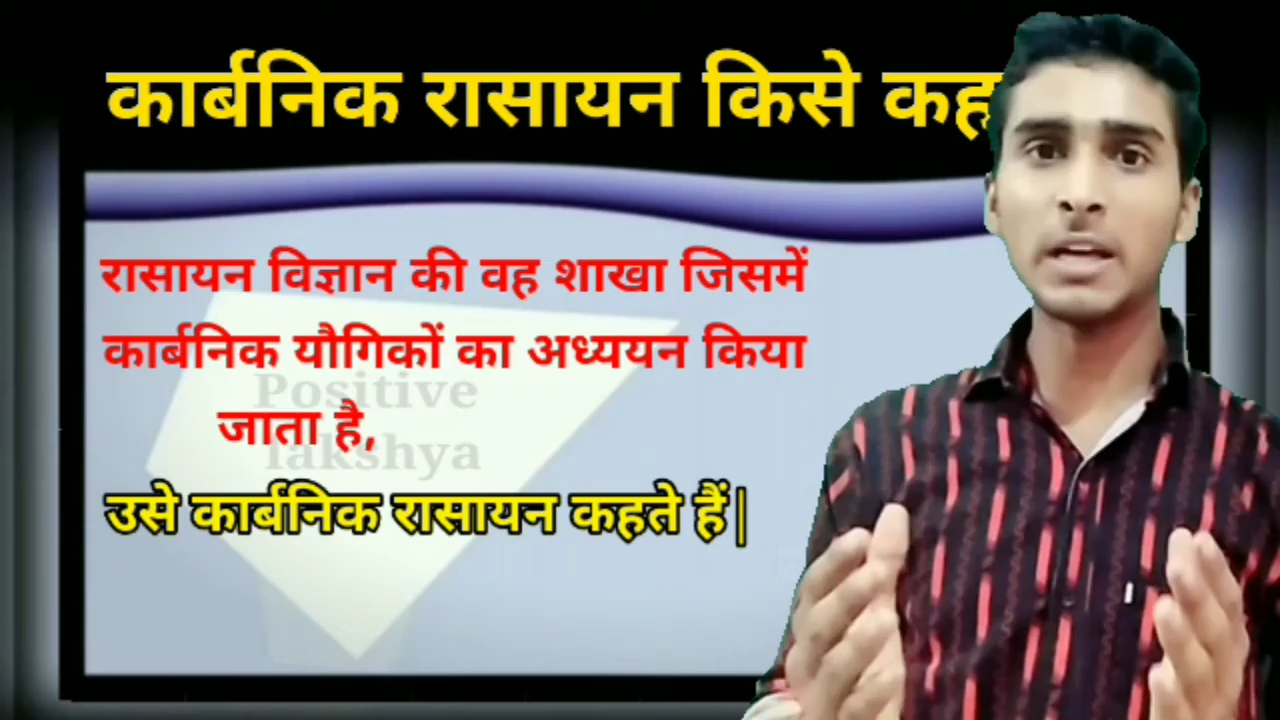 कार्बनिक रासायन किसे कह
रासायन विज्ञान की वह शाखा जिसमें
कार्बनिक यौगिकों का अध्ययन किया
Positive
जाता है,
lakshya
उसे कार्बनिक रासायन कहते हैं|